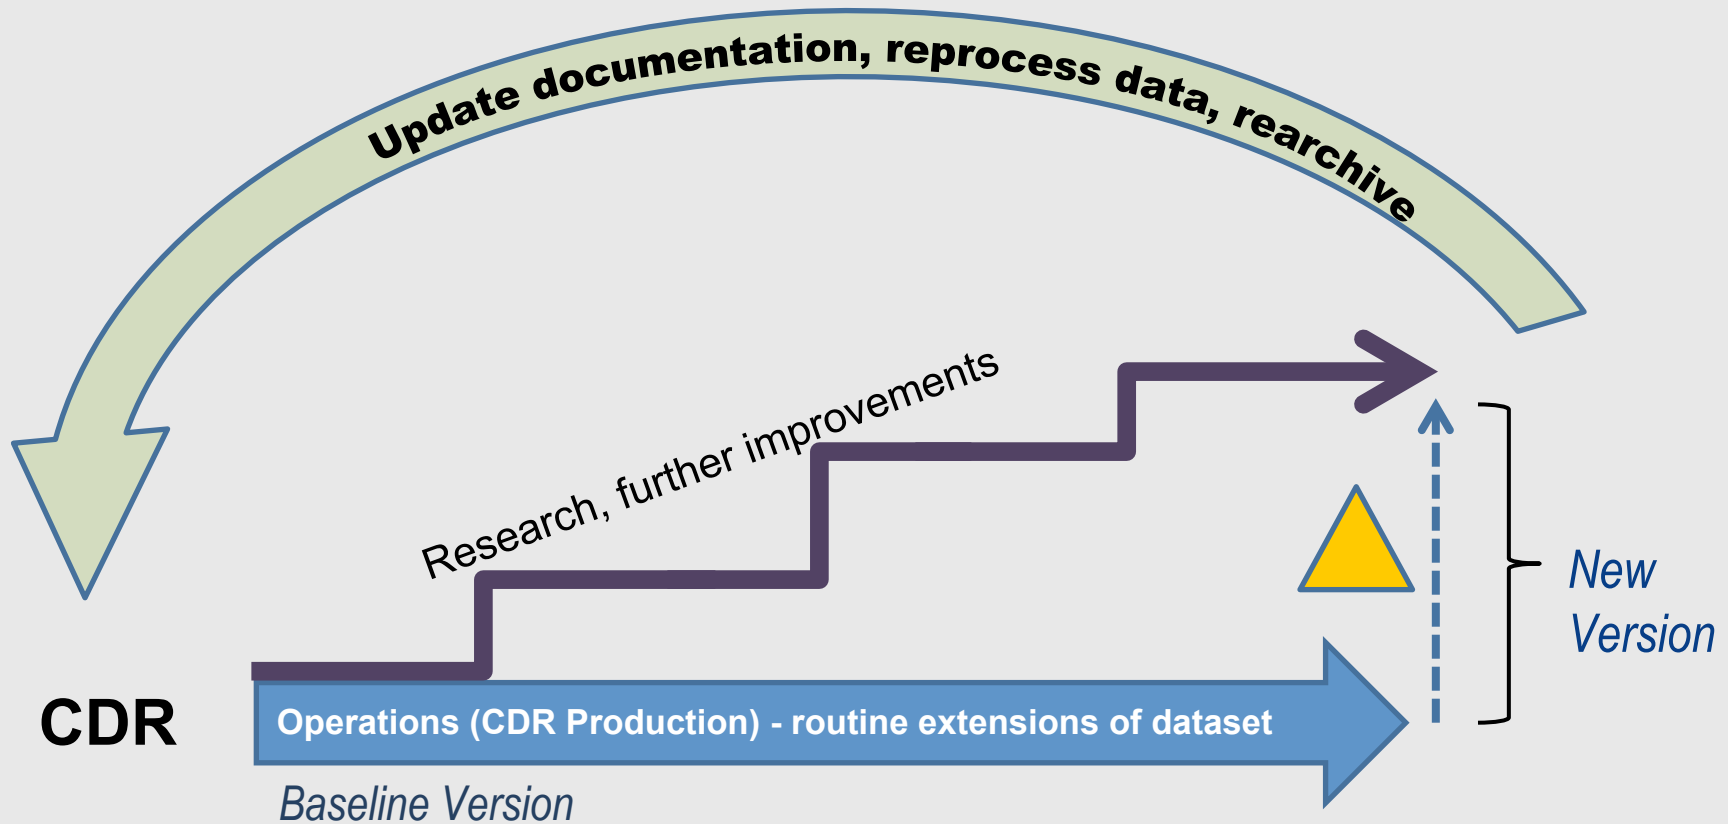 Update documentation, reprocess data, rearchive
Research, further improvements
New
Version
CDR
Operations (CDR Production) - routine extensions of dataset
Baseline Version